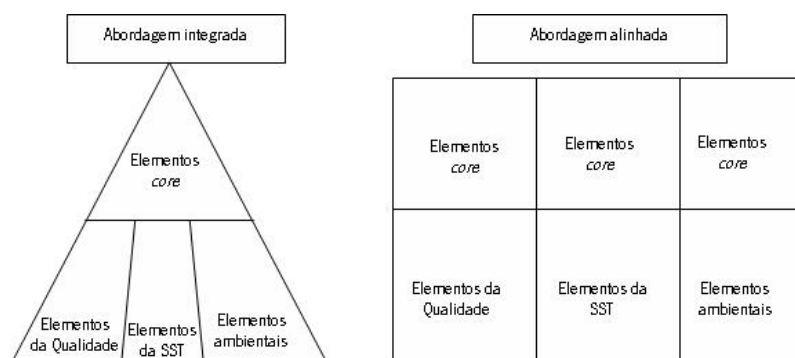 Abordagem integrada
Elementos
core
Elementos
da Qualidade
Elementos
da SST
Elementos
ambientais
Abordagem alinhada
Elementos
core
Elementos
core
Elementos
core
Elementos da
Qualidade
Elementos da
SST
Elementos
ambientais